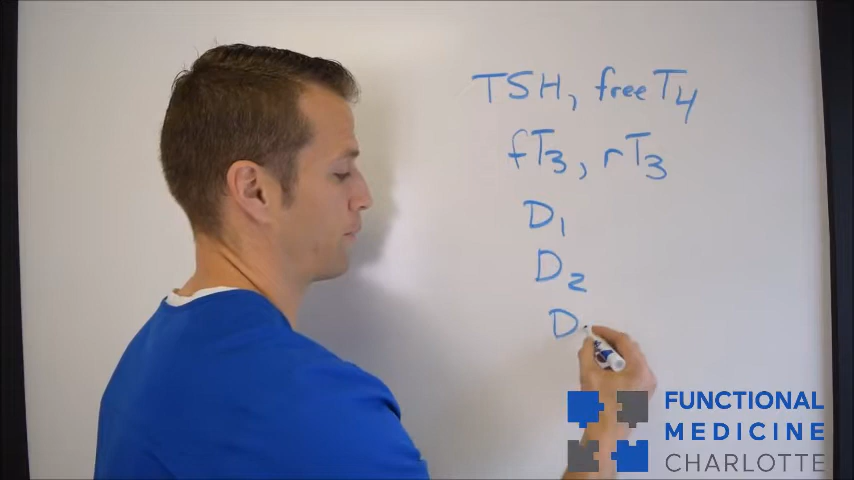 TSH, free T4
fT3, rT3
D1
D2
D
FUNCTIONAL
MEDICINE
CHARLOTTE